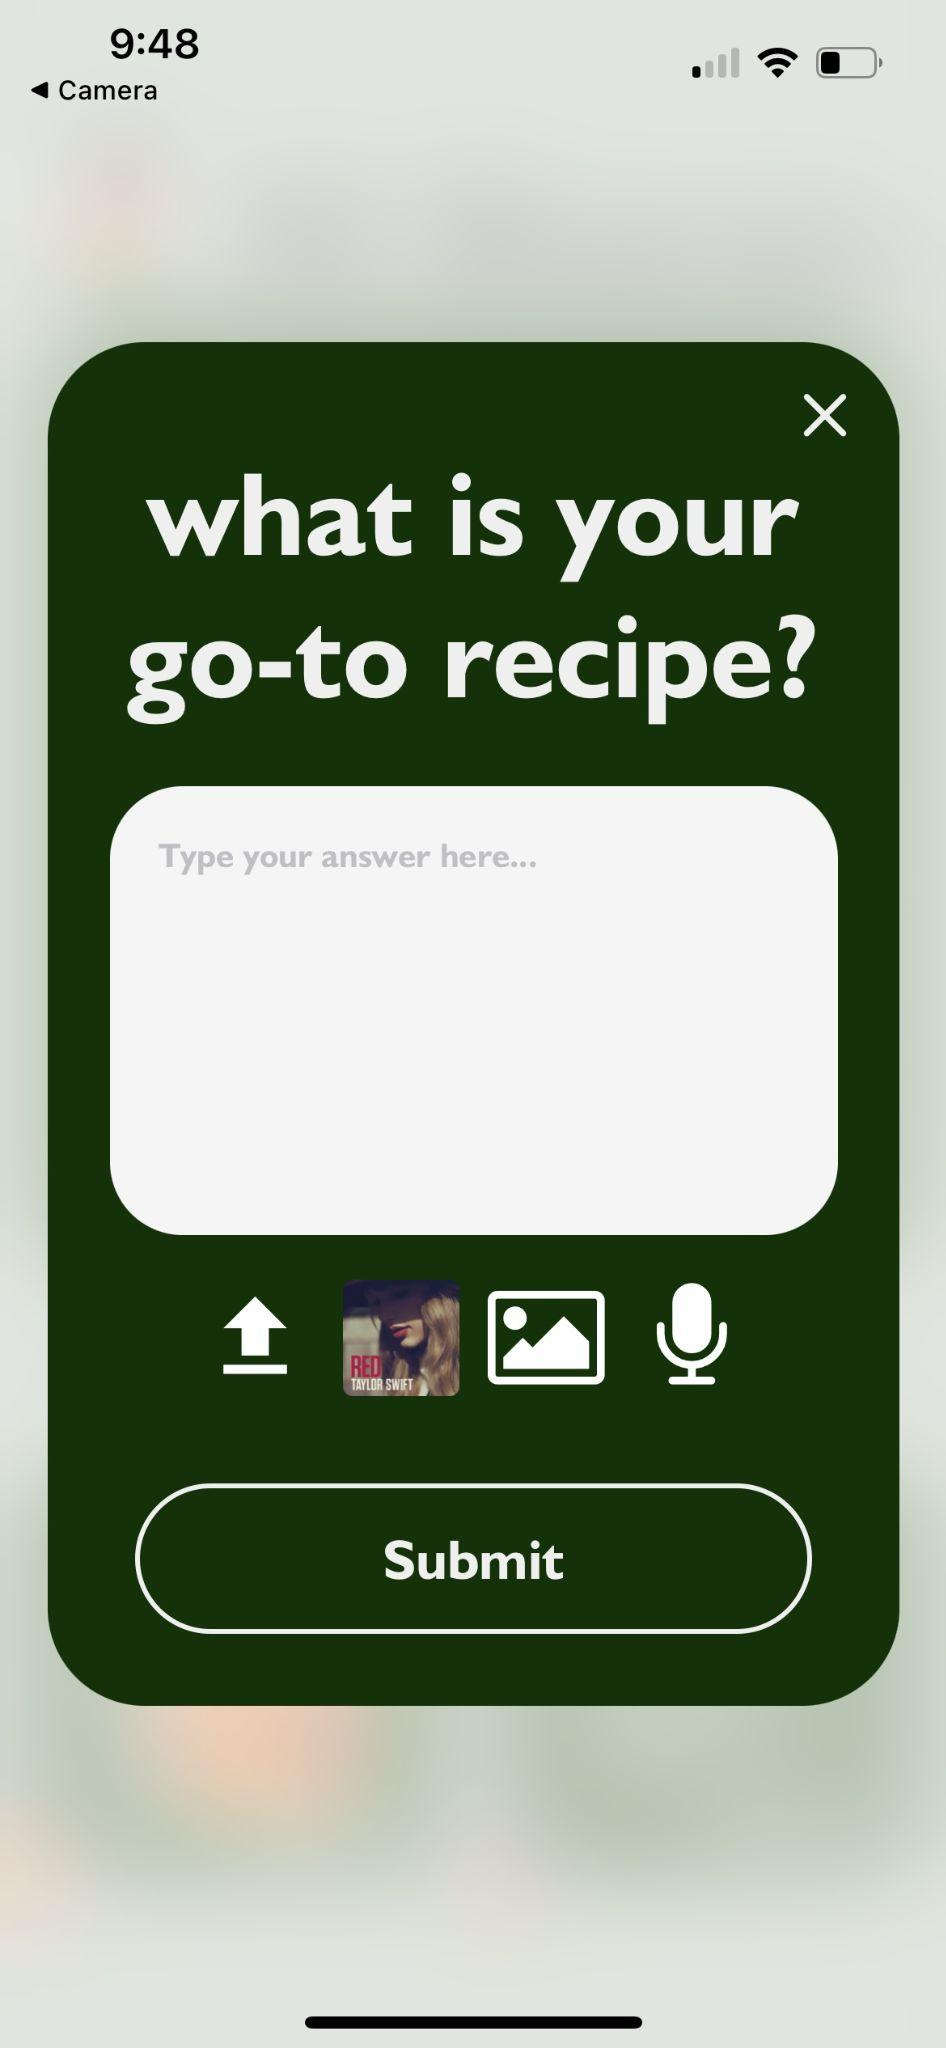 9:48
◀ Camera
what is your
go-to recipe?
Type your answer here...
RED
TAYLOR SWIFT
Submit